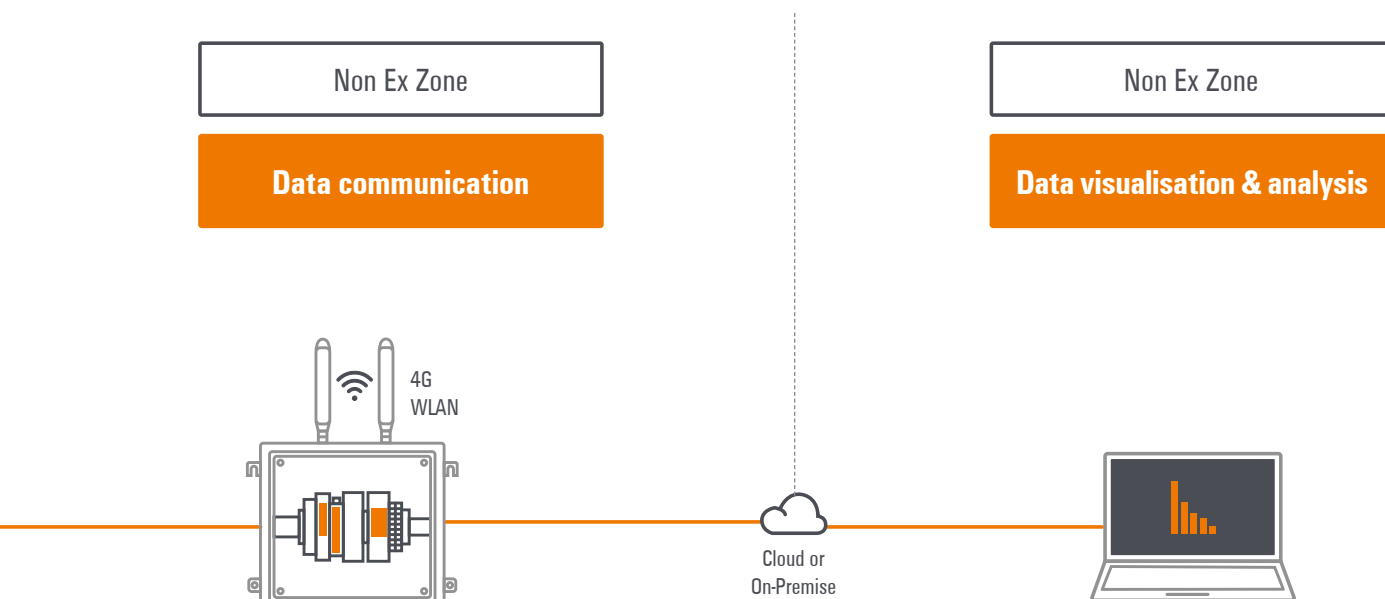 Non Ex Zone
Data communication
Non Ex Zone
Data visualisation & analysis
4G
WLAN
Cloud or
On-Premise